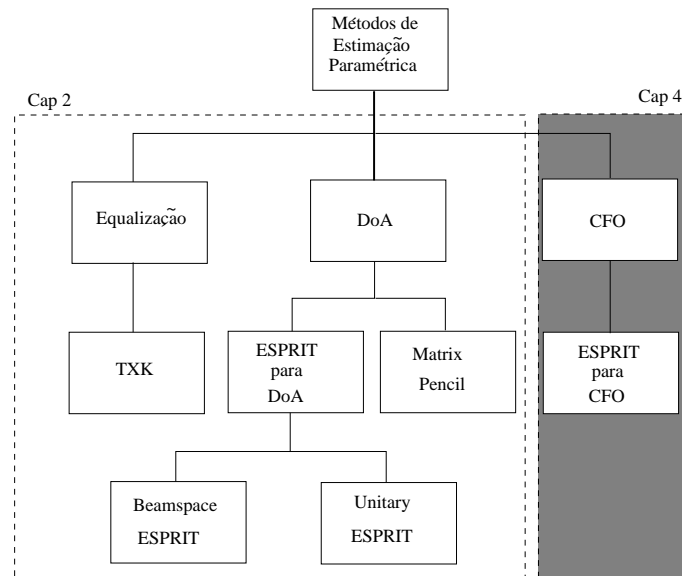 Métodos de
Estimação
Paramétrica
Cap 2
Cap 4
Equalização
DoA
CFO
TXK
ESPRIT
para
DoA
Matrix
Pencil
ESPRIT
para
CFO
Beamspace
ESPRIT
Unitary
ESPRIT